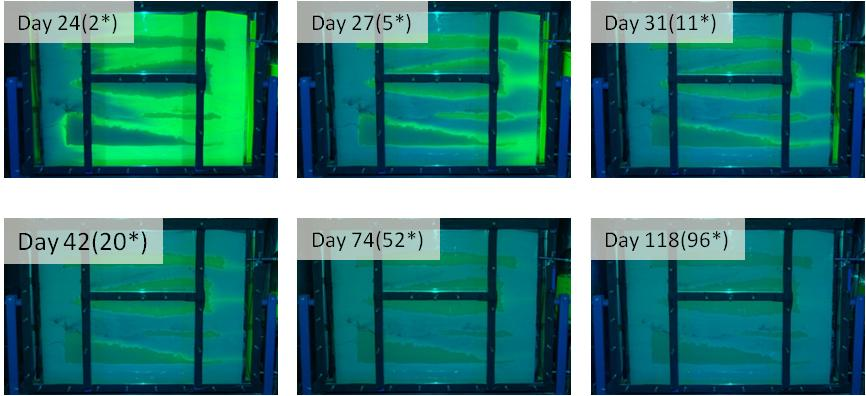 Day 24(2*)
Day 27(5*)
Day 31(11*)
Day 42(20*)
Day 74(52*)
Day 118(96*)